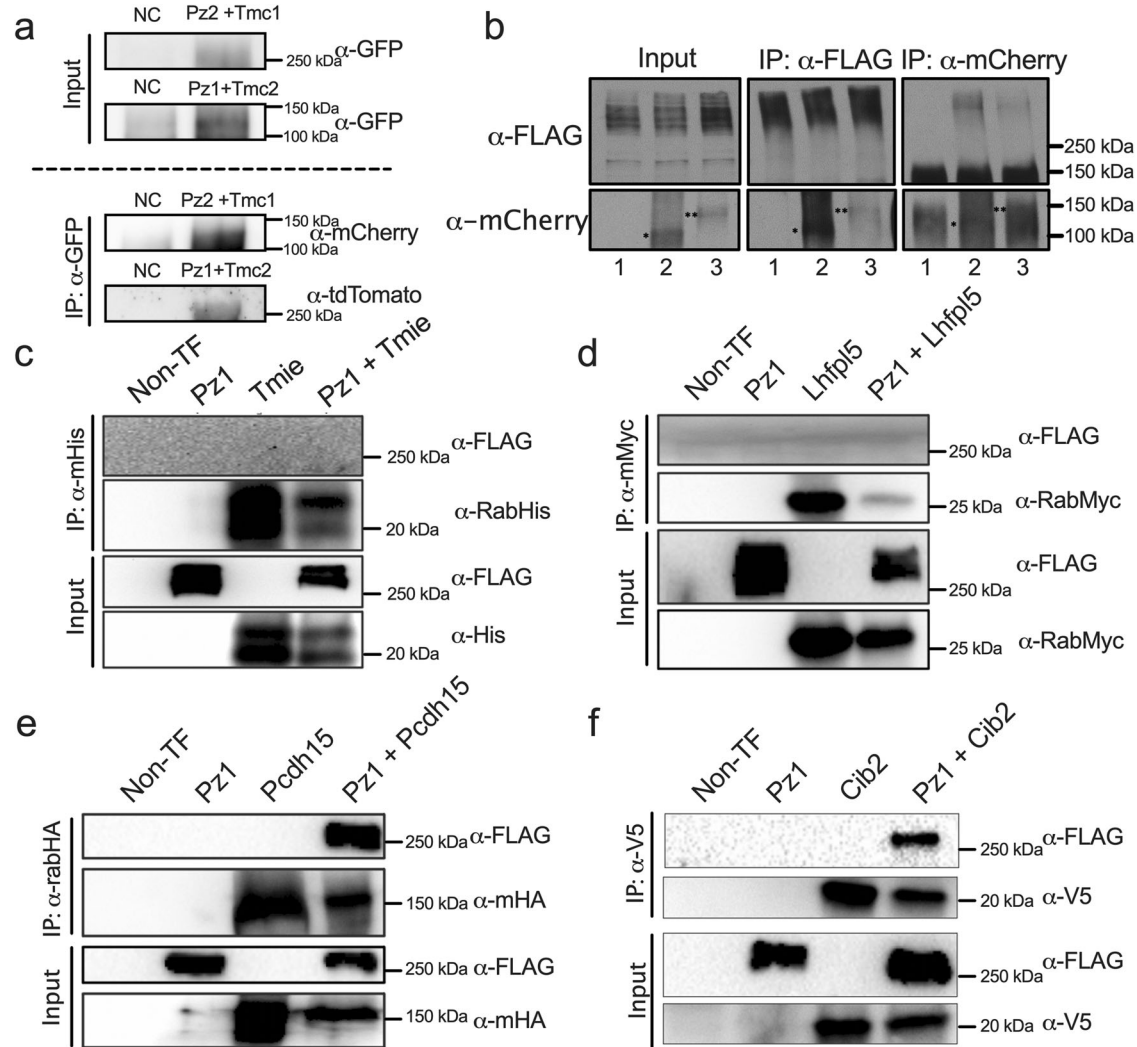 a
NC Pz2 +Tmc1
Input
250 kDa α-GFP
NC Pz1+Tmc2
150 kDa
100 kDa α-GFP
IP: α-GFP
NC Pz2 +Tmc1
150 kDa
100 kDa α-mCherry
NC Pz1+Tmc2
α-tdTomato
250 kDa
b
Input IP: α-FLAG IP: α-mCherry
α-FLAG
250 kDa
150 kDa
α-mCherry
* ** * ** * **
150 kDa
100 kDa
1 2 3 1 2 3 1 2 3
c
Non-TF Pz1 Tmie Pz1 + Tmie
IP: α-mHis
250 kDa α-FLAG
20 kDa α-RabHis
Input
250 kDa α-FLAG
20 kDa α-His
d
Non-TF Pz1 Lhfpl5 Pz1 + Lhfpl5
IP: α-mMyc
250 kDa α-FLAG
25 kDa α-RabMyc
Input
250 kDa α-FLAG
25 kDa α-RabMyc
e
Non-TF Pz1 Pcdh15 Pz1 + Pcdh15
IP: α-rabHA
250 kDa α-FLAG
150 kDa α-mHA
Input
250 kDa α-FLAG
150 kDa α-mHA
f
Non-TF Pz1 Cib2 Pz1 + Cib2
IP: α-V5
250 kDa α-FLAG
20 kDa α-V5
Input
250 kDa α-FLAG
20 kDa α-V5